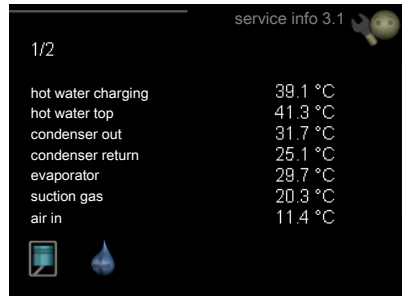 service info 3.1
1/2
hot water charging 39.1 °C
hot water top 41.3 °C
condenser out 31.7 °C
condenser return 25.1 °C
evaporator 29.7 °C
suction gas 20.3 °C
air in 11.4 °C